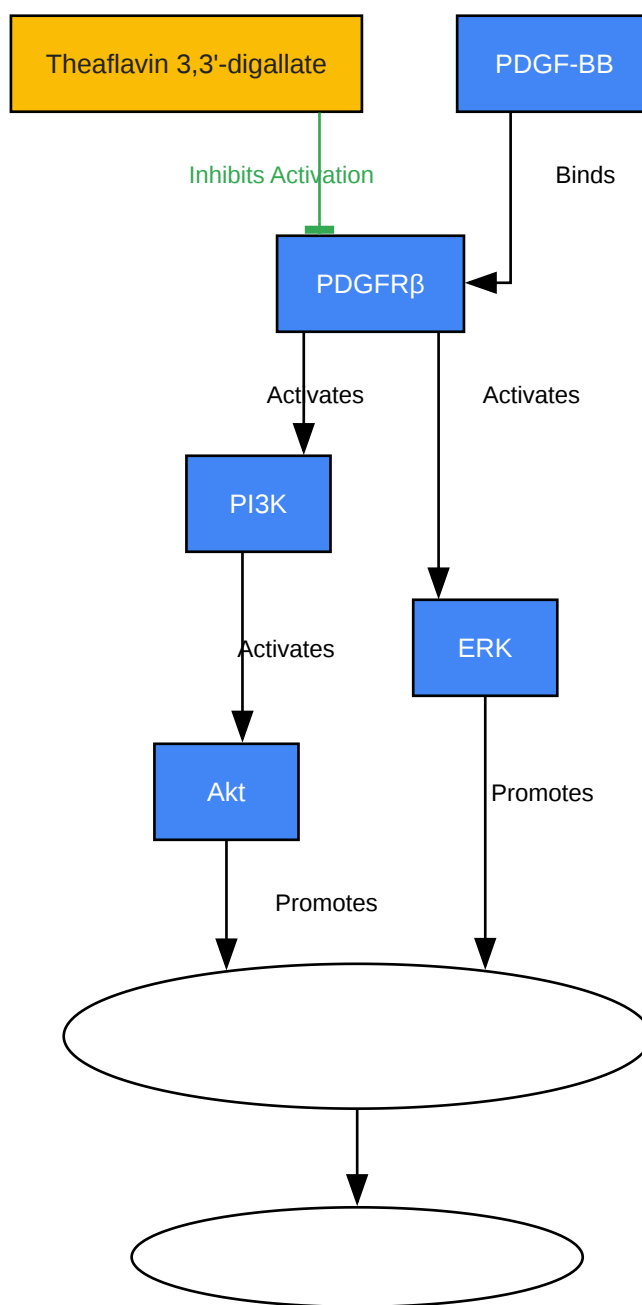 Theaflavin 3,3'-digallate
PDGF-BB
Inhibits Activation
Binds
PDGFRβ
Activates
Activates
PI3K
ERK
Activates
Akt
Promotes
Promotes